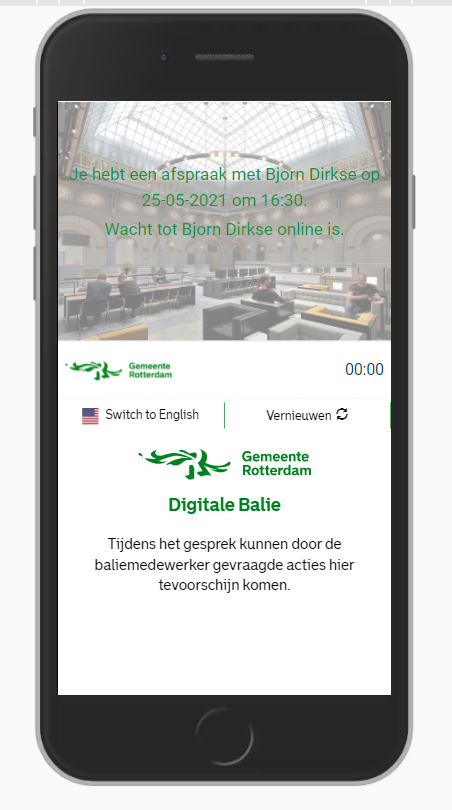 Je hebt een afspraak met Bjorn Dirkse op
25-05-2021 om 16:30.
Wacht tot Bjorn Dirkse online is.
Gemeente
Rotterdam
00:00
Switch to English
Vernieuwen
Gemeente
Rotterdam
Digitale Balie
Tijdens het gesprek kunnen door de
baliemedewerker gevraagde acties hier
tevoorschijn komen.